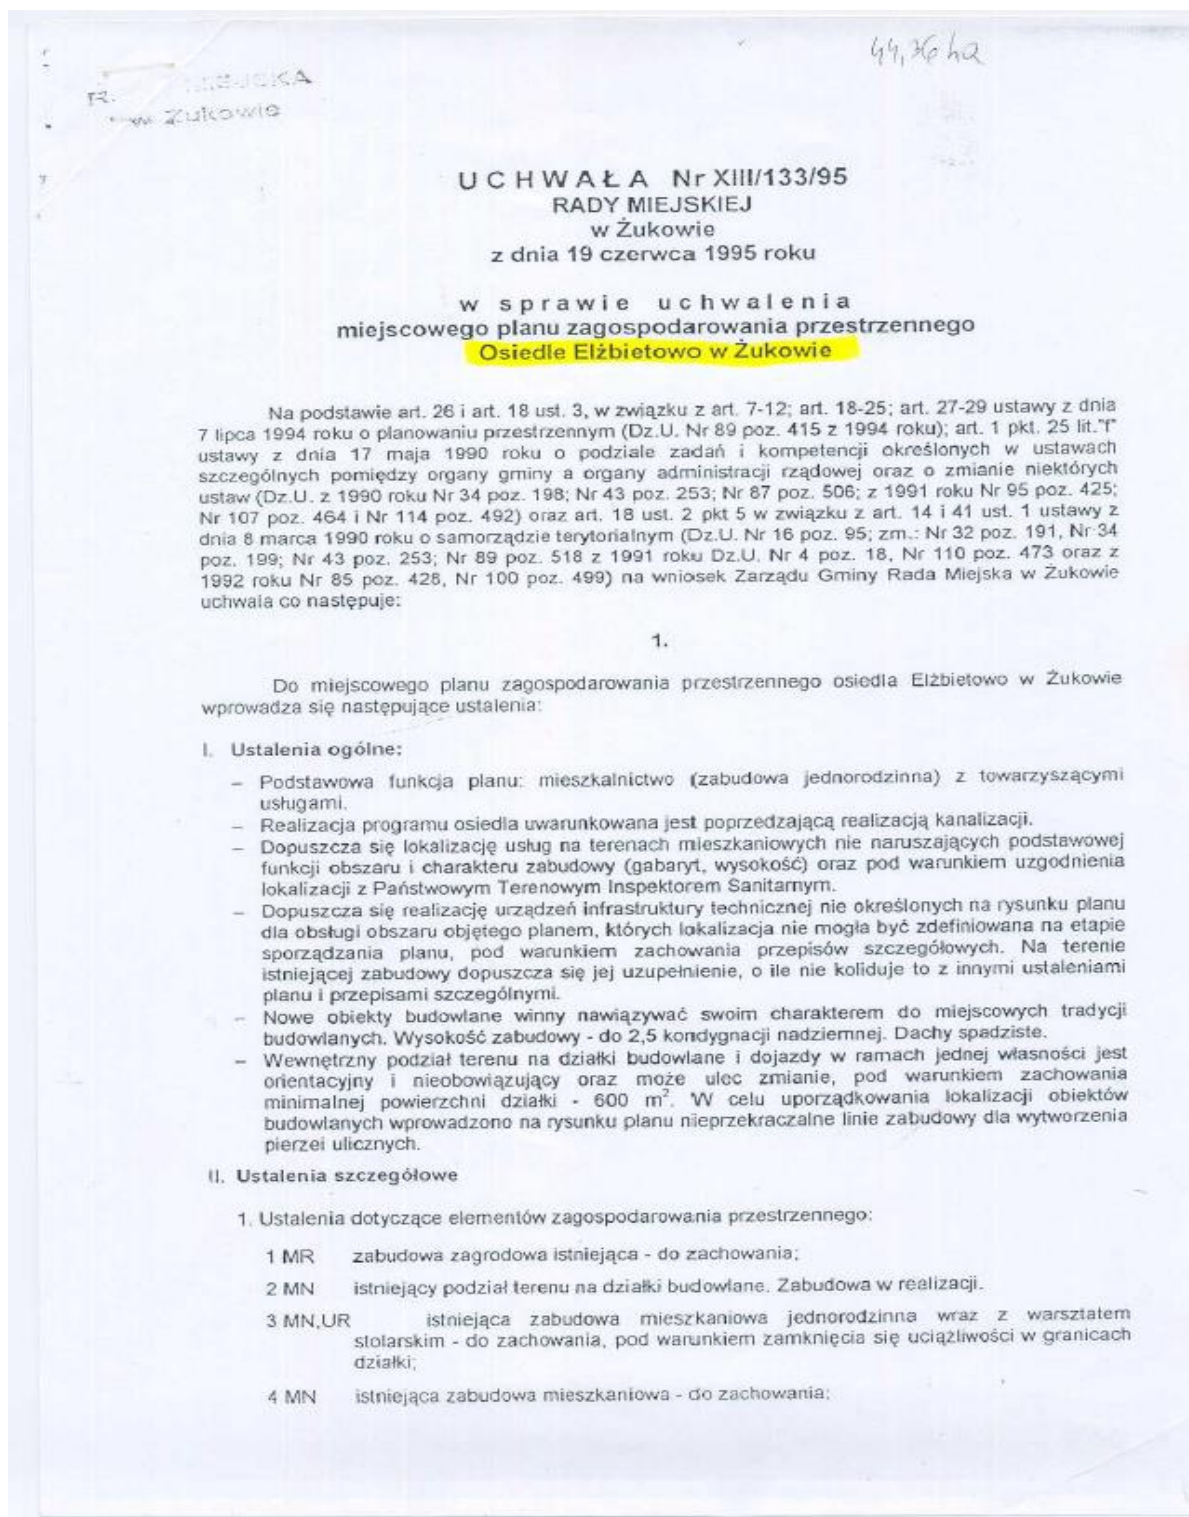 44,36 ha
MIEJSKA
w Żukowie
UCHWAŁA Nr XIII/133/95
RADY MIEJSKIEJ
w Żukowie
z dnia 19 czerwca 1995 roku
w sprawie uchwalenia
miejscowego planu zagospodarowania przestrzennego
Osiedle Elżbietowo w Żukowie
Na podstawie art. 26 i art. 18 ust. 3, w związku z art. 7-12; art. 18-25; art. 27-29 ustawy z dnia
7 lipca 1994 roku o planowaniu przestrzennym (Dz.U. Nr 89 poz. 415 z 1994 roku); art. 1 pkt. 25 lit."f"
ustawy z dnia 17 maja 1990 roku o podziale zadań i kompetencji określonych w ustawach
szczególnych pomiędzy organy gminy a organy administracji rządowej oraz o zmianie niektórych
ustaw (Dz.U. z 1990 roku Nr 34 poz. 198; Nr 43 poz. 253; Nr 87 poz. 506; z 1991 roku Nr 95 poz. 425;
Nr 107 poz. 464 i Nr 114 poz. 492) oraz art. 18 ust. 2 pkt 5 w związku z art. 14 i 41 ust. 1 ustawy z
dnia 8 marca 1990 roku o samorządzie terytorialnym (Dz.U. Nr 16 poz. 95; zm.: Nr 32 poz. 191, Nr 34
poz. 199; Nr 43 poz. 253; Nr 89 poz. 518 z 1991 roku Dz.U. Nr 4 poz. 18, Nr 110 poz. 473 oraz z
1992 roku Nr 85 poz. 428, Nr 100 poz. 499) na wniosek Zarządu Gminy Rada Miejska w Żukowie
uchwala co następuje:
1.
Do miejscowego planu zagospodarowania przestrzennego osiedla Elżbietowo w Żukowie
wprowadza się następujące ustalenia:
I. Ustalenia ogólne:
– Podstawowa funkcja planu: mieszkalnictwo (zabudowa jednorodzinna) z towarzyszącymi
usługami.
– Realizacja programu osiedla uwarunkowana jest poprzedzającą realizacją kanalizacji.
– Dopuszcza się lokalizację usług na terenach mieszkaniowych nie naruszających podstawowej
funkcji obszaru i charakteru zabudowy (gabaryt, wysokość) oraz pod warunkiem uzgodnienia
lokalizacji z Państwowym Terenowym Inspektorem Sanitarnym.
– Dopuszcza się realizację urządzeń infrastruktury technicznej nie określonych na rysunku planu
dla obsługi obszaru objętego planem, których lokalizacja nie mogła być zdefiniowana na etapie
sporządzania planu, pod warunkiem zachowania przepisów szczegółowych. Na terenie
istniejącej zabudowy dopuszcza się jej uzupełnienie, o ile nie koliduje to z innymi ustaleniami
planu i przepisami szczególnymi.
– Nowe obiekty budowlane winny nawiązywać swoim charakterem do miejscowych tradycji
budowlanych. Wysokość zabudowy - do 2,5 kondygnacji nadziemnej. Dachy spadziste.
– Wewnętrzny podział terenu na działki budowlane i dojazdy w ramach jednej własności jest
orientacyjny i nieobowiązujący oraz może ulec zmianie, pod warunkiem zachowania
minimalnej powierzchni działki - 600 m². W celu uporządkowania lokalizacji obiektów
budowlanych wprowadzono na rysunku planu nieprzekraczalne linie zabudowy dla wytworzenia
pierzei ulicznych.
II. Ustalenia szczegółowe
1. Ustalenia dotyczące elementów zagospodarowania przestrzennego:
1 MR zabudowa zagrodowa istniejąca - do zachowania;
2 MN istniejący podział terenu na działki budowlane. Zabudowa w realizacji.
3 MN,UR istniejąca zabudowa mieszkaniowa jednorodzinna wraz z warsztatem
stolarskim - do zachowania, pod warunkiem zamknięcia się uciążliwości w granicach
działki;
4 MN istniejąca zabudowa mieszkaniowa - do zachowania;